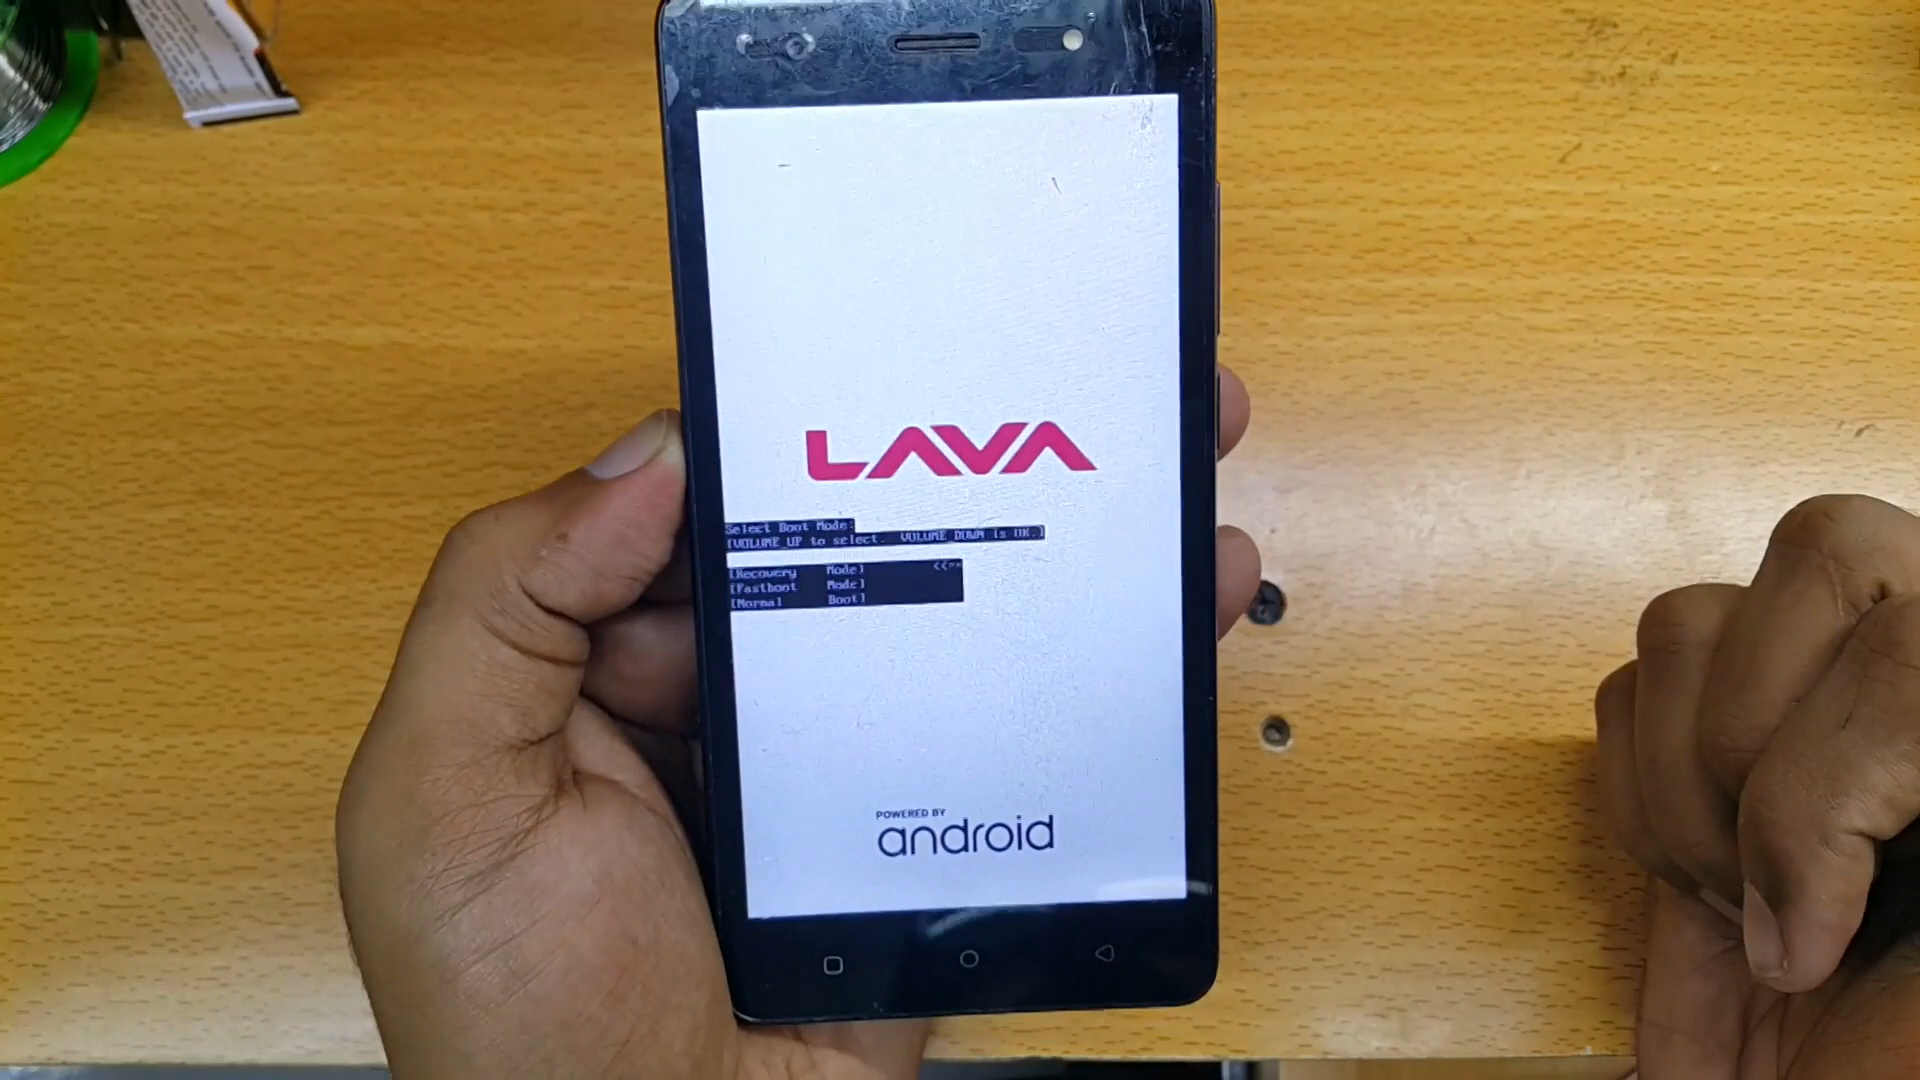 LAVA
Select Boot Mode:
[VOLUME_UP to select. VOLUME_DOWN is OK.]
[Recovery Mode] <<==
[Fastboot Mode]
[Normal Boot]
POWERED BY
android